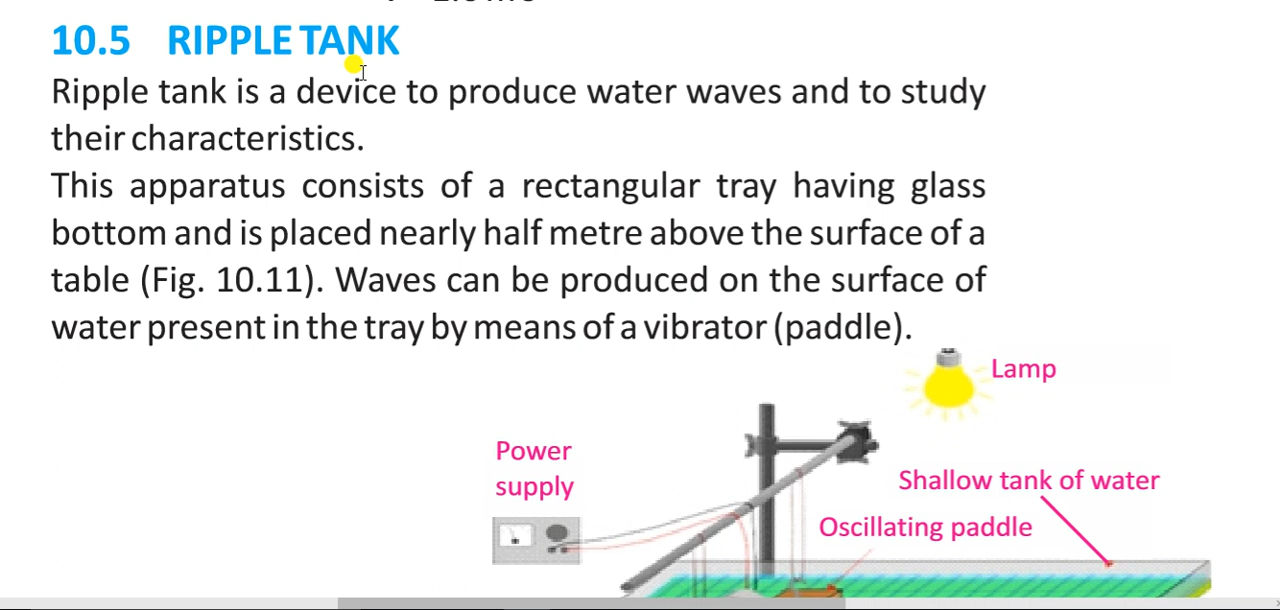 10.5 RIPPLE TANK
Ripple tank is a device to produce water waves and to study
their characteristics.
This apparatus consists of a rectangular tray having glass
bottom and is placed nearly half metre above the surface of a
table (Fig. 10.11). Waves can be produced on the surface of
water present in the tray by means of a vibrator (paddle).
Lamp
Power
supply
Shallow tank of water
Oscillating paddle